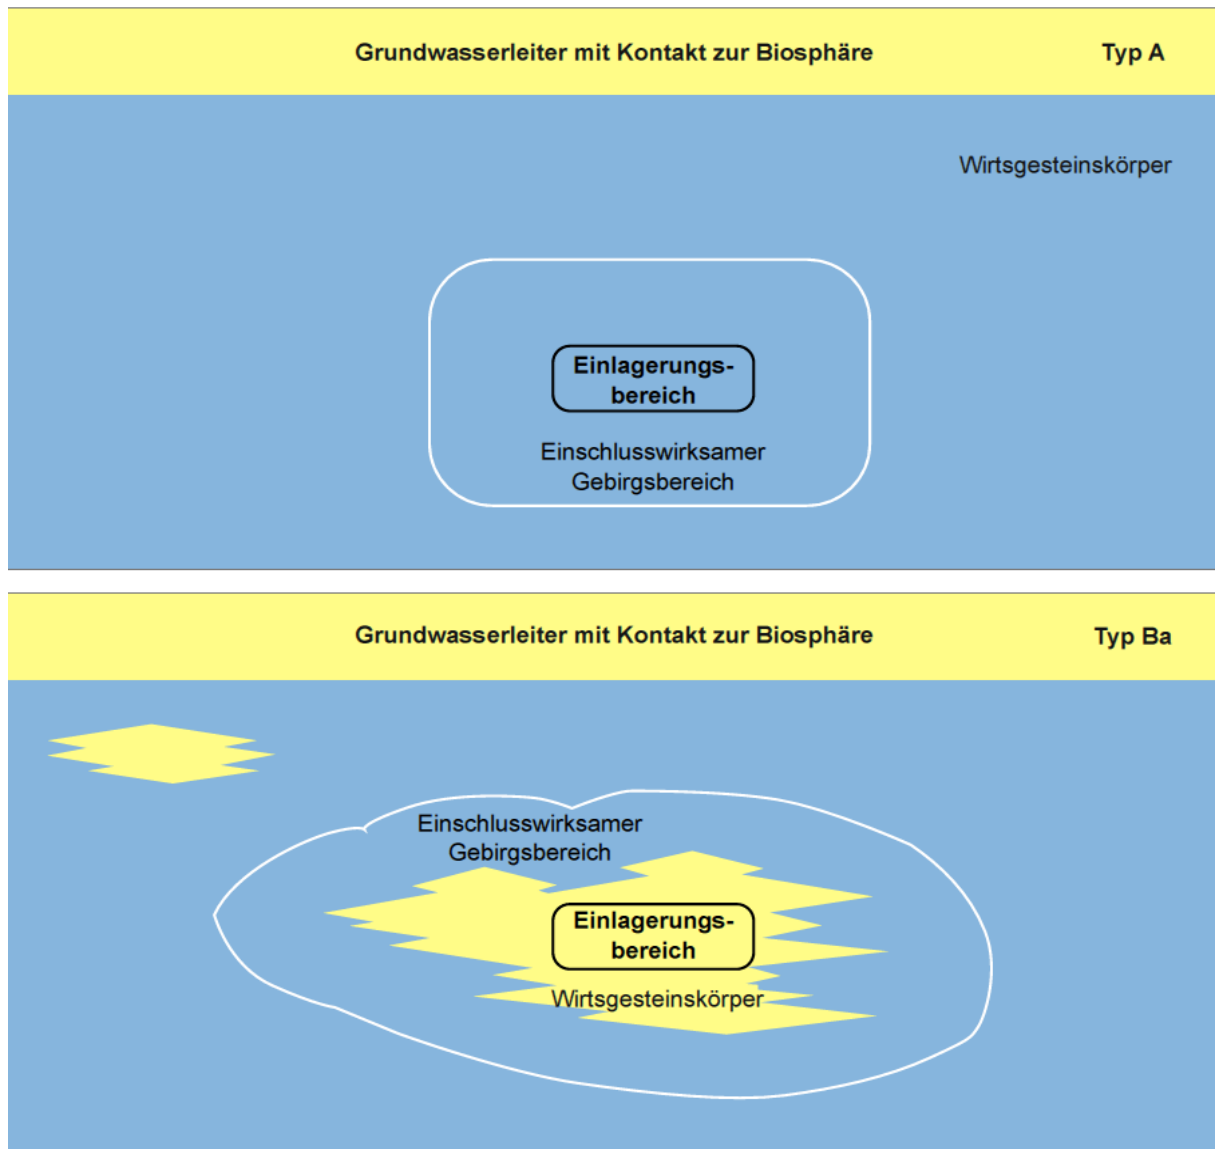 Grundwasserleiter mit Kontakt zur Biosphäre Typ A
Wirtsgesteinskörper
Einlagerungs-
bereich
Einschlusswirksamer
Gebirgsbereich
Grundwasserleiter mit Kontakt zur Biosphäre Typ Ba
Einschlusswirksamer
Gebirgsbereich
Einlagerungs-
bereich
Wirtsgesteinskörper